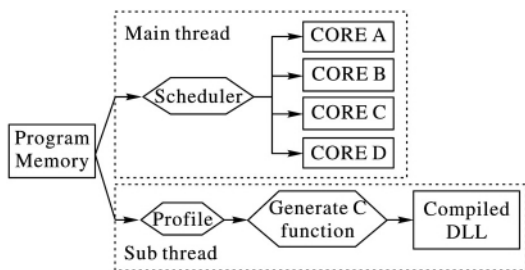 Main thread
Scheduler
CORE A
CORE B
CORE C
CORE D
Program
Memory
Profile
Generate C
function
Compiled
DLL
Sub thread